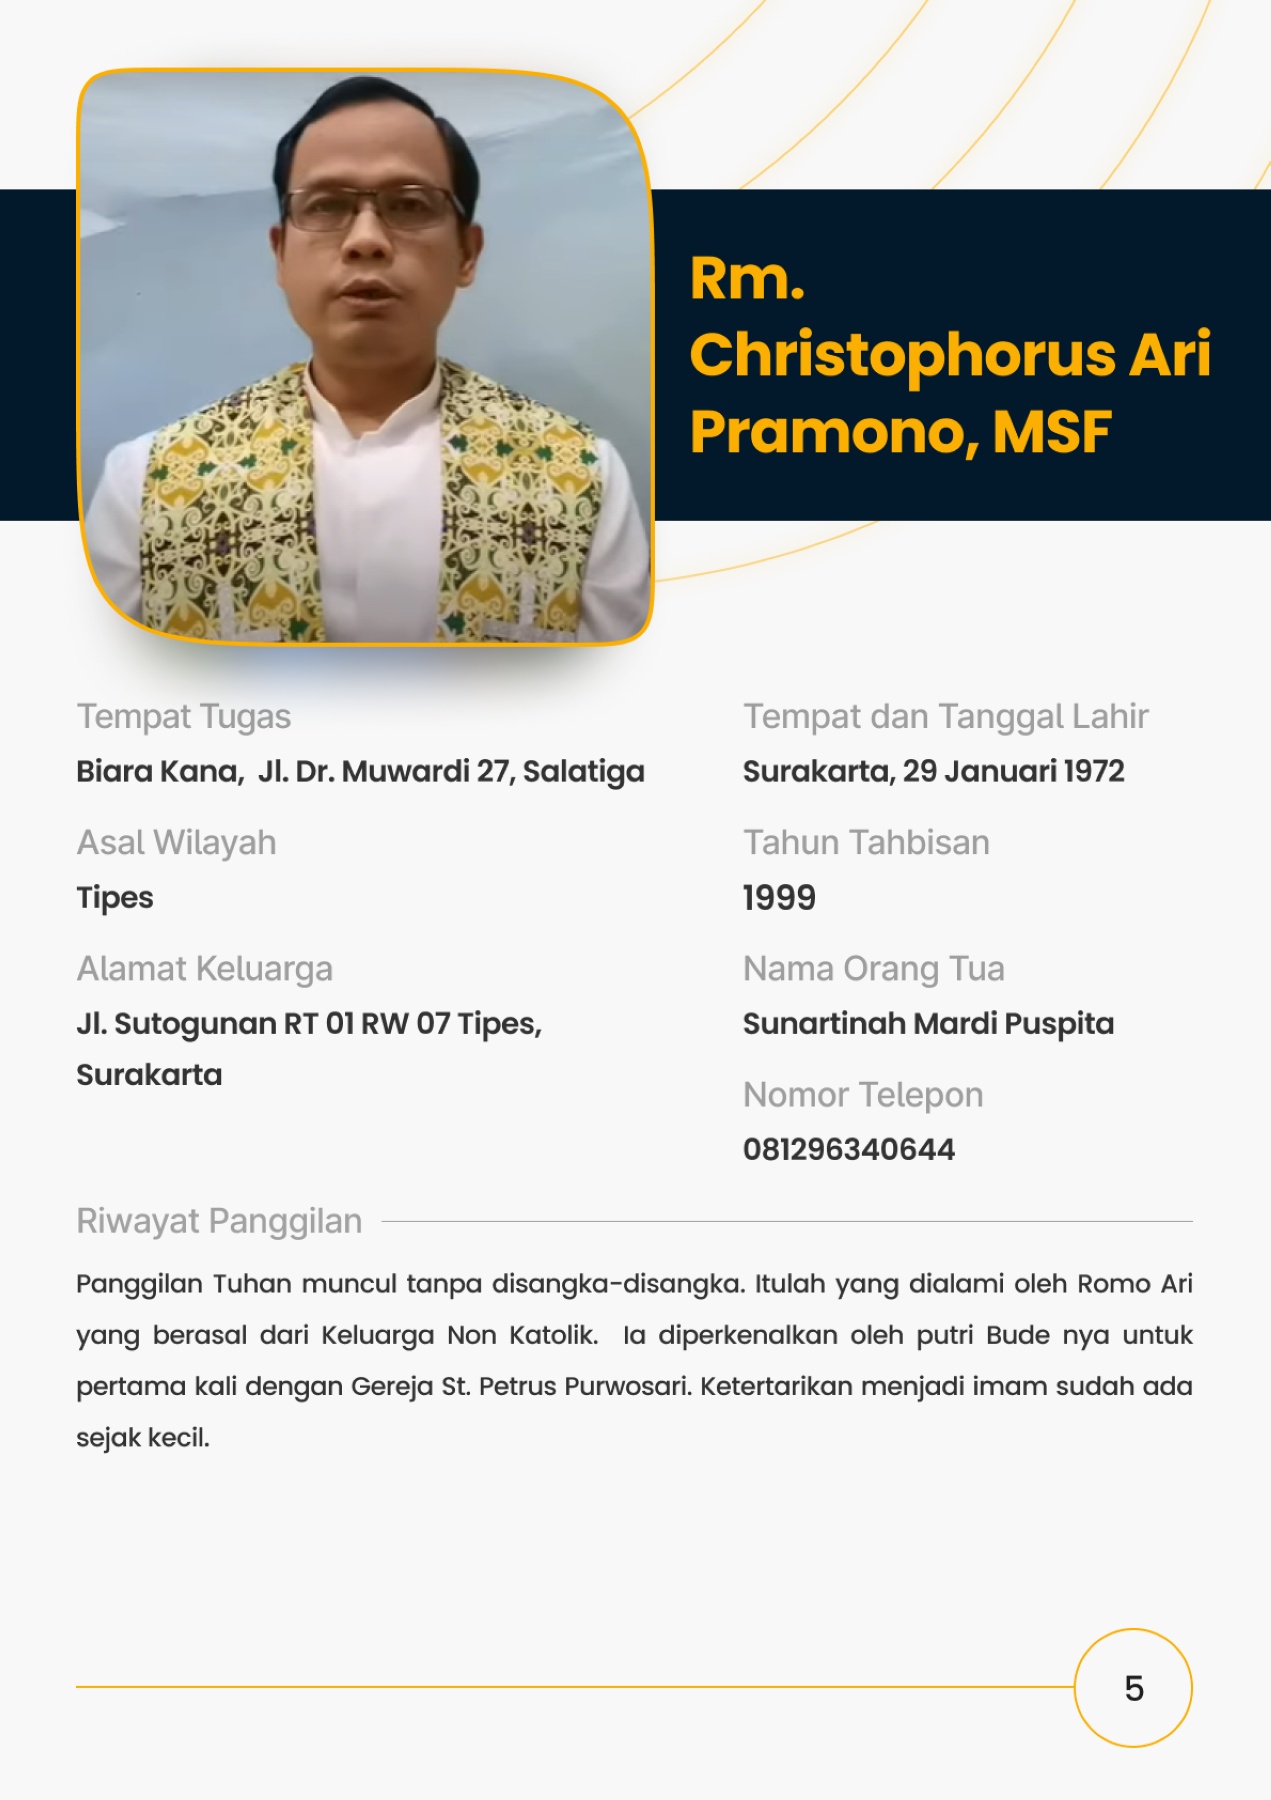 Rm.
Christophorus Ari
Pramono, MSF
Tempat Tugas
Biara Kana,  Jl. Dr. Muwardi 27, Salatiga
Asal Wilayah
Tipes
Alamat Keluarga
Jl. Sutogunan RT 01 RW 07 Tipes,
Surakarta
Tempat dan Tanggal Lahir
Surakarta, 29 Januari 1972
Tahun Tahbisan
1999
Nama Orang Tua
Sunartinah Mardi Puspita
Nomor Telepon
081296340644
Riwayat Panggilan
Panggilan Tuhan muncul tanpa disangka-disangka. Itulah yang dialami oleh Romo Ari
yang berasal dari Keluarga Non Katolik.  Ia diperkenalkan oleh putri Bude nya untuk
pertama kali dengan Gereja St. Petrus Purwosari. Ketertarikan menjadi imam sudah ada
sejak kecil.
5